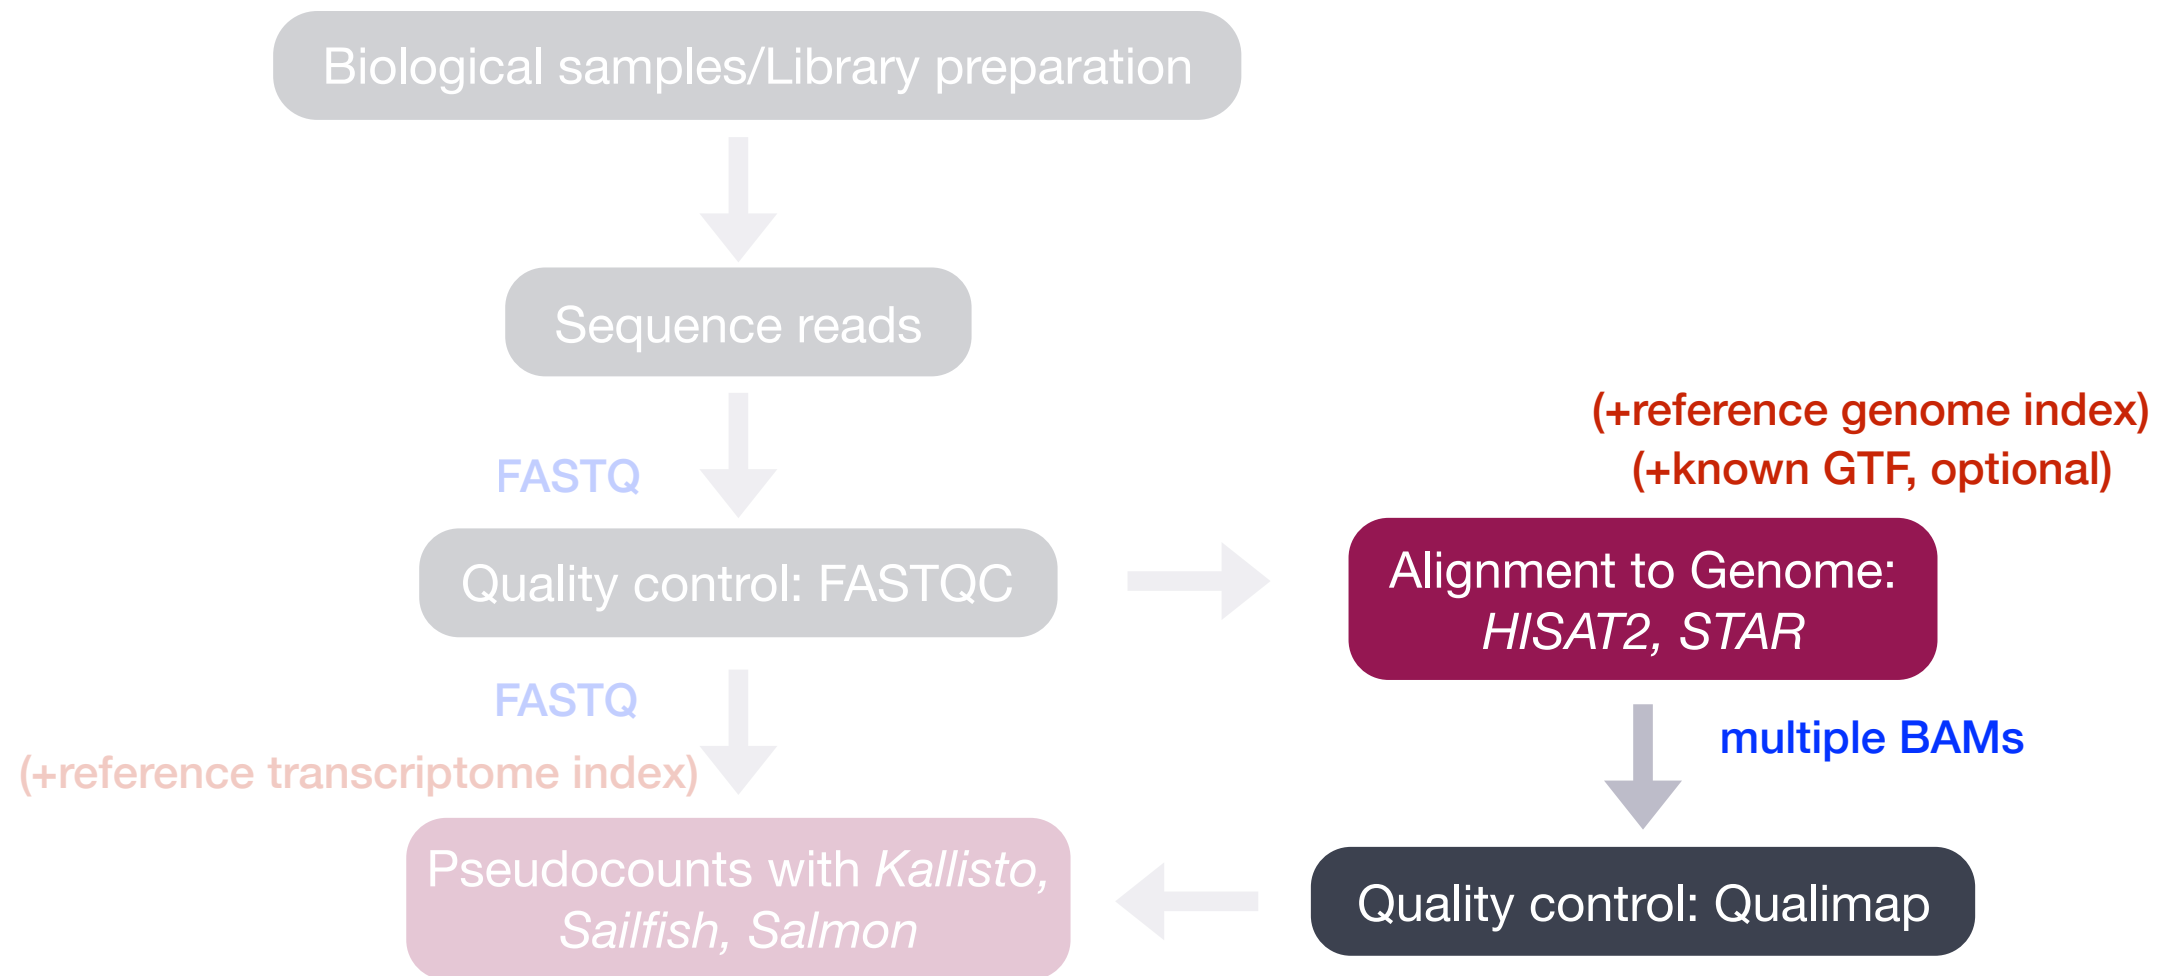 Biological samples/Library preparation
Sequence reads
FASTQ
Quality control: FASTQC
(+reference genome index)
(+known GTF, optional)
Alignment to Genome:
HISAT2, STAR
FASTQ
(+reference transcriptome index)
multiple BAMs
Pseudocounts with Kallisto,
Sailfish, Salmon
Quality control: Qualimap